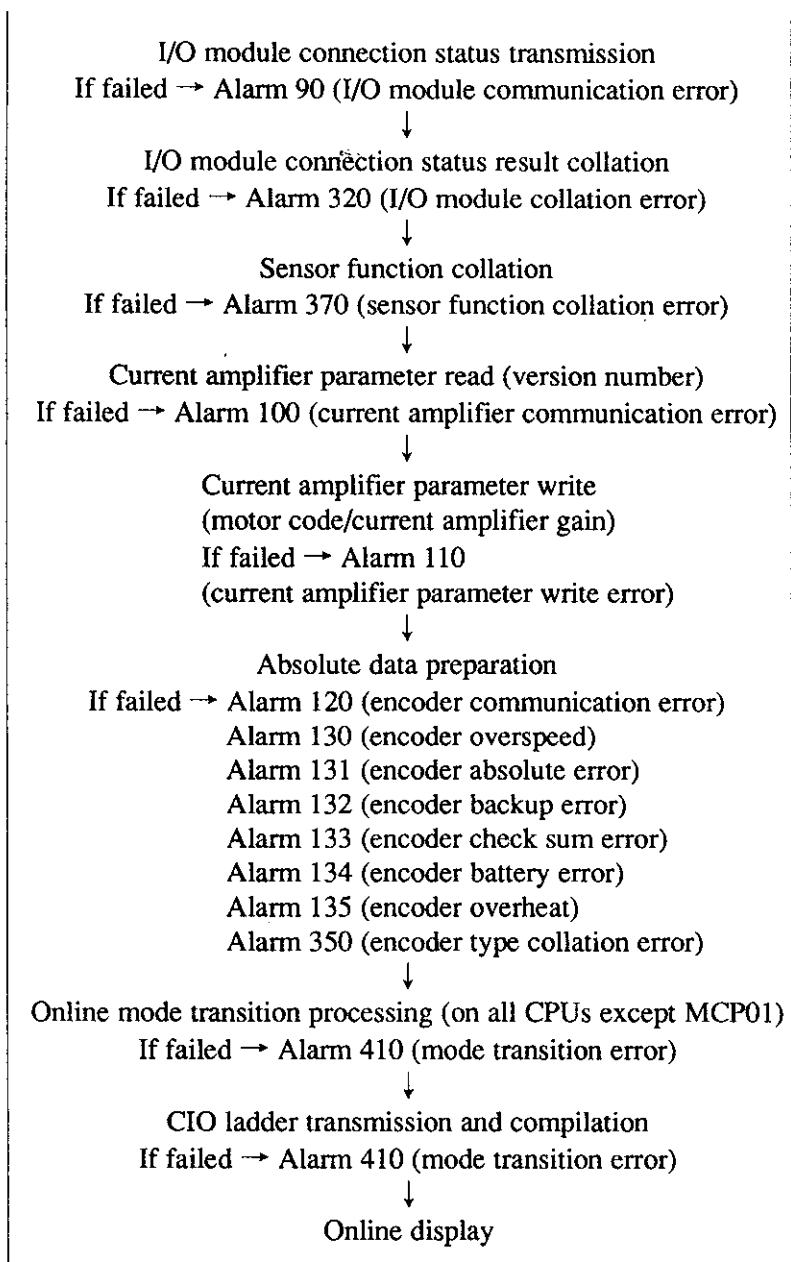 I/O module connection status transmission
If failed → Alarm 90 (I/O module communication error)
↓
I/O module connection status result collation
If failed → Alarm 320 (I/O module collation error)
↓
Sensor function collation
If failed → Alarm 370 (sensor function collation error)
↓
Current amplifier parameter read (version number)
If failed → Alarm 100 (current amplifier communication error)
↓
Current amplifier parameter write
(motor code/current amplifier gain)
If failed → Alarm 110
(current amplifier parameter write error)
↓
Absolute data preparation
If failed → Alarm 120 (encoder communication error)
Alarm 130 (encoder overspeed)
Alarm 131 (encoder absolute error)
Alarm 132 (encoder backup error)
Alarm 133 (encoder check sum error)
Alarm 134 (encoder battery error)
Alarm 135 (encoder overheat)
Alarm 350 (encoder type collation error)
↓
Online mode transition processing (on all CPUs except MCP01)
If failed → Alarm 410 (mode transition error)
↓
CIO ladder transmission and compilation
If failed → Alarm 410 (mode transition error)
↓
Online display